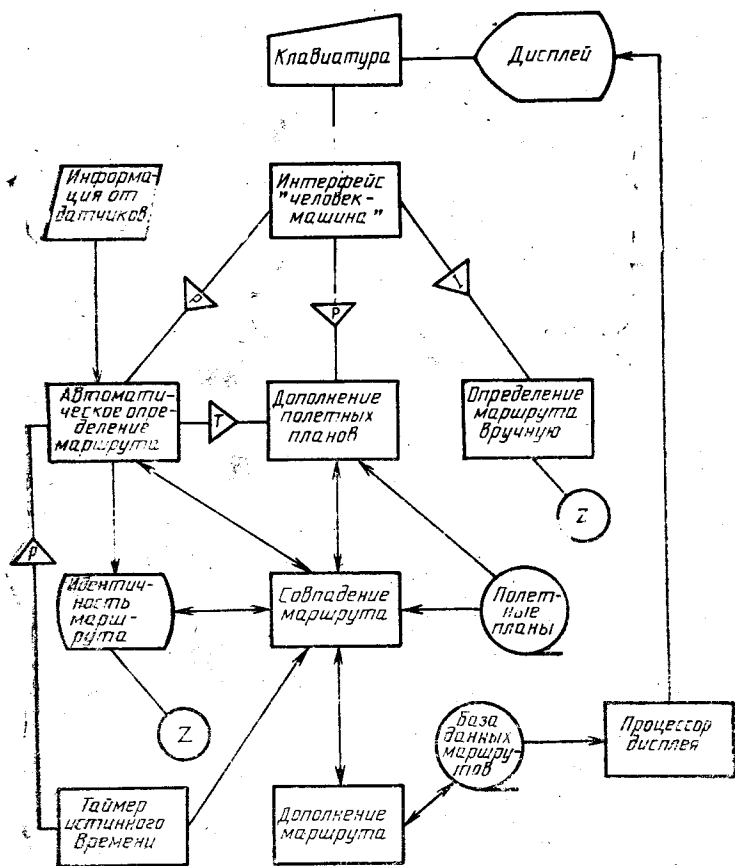 Клавиатура
Дисплей
Информа-
ция от
датчиков
Интерфейс
"человек-
машина"
P
P
I
Автомати-
ческое опре-
деление
маршрута
T
Дополнение
полетных
планов
Определение
маршрута
вручную
Z
P
Идентич-
ность
марш-
рута
Совпадение
маршрута
Полет-
ные
планы
Z
База
данных
маршру-
тов
Процессор
дисплея
Таймер
истинного
времени
Дополнение
маршрута